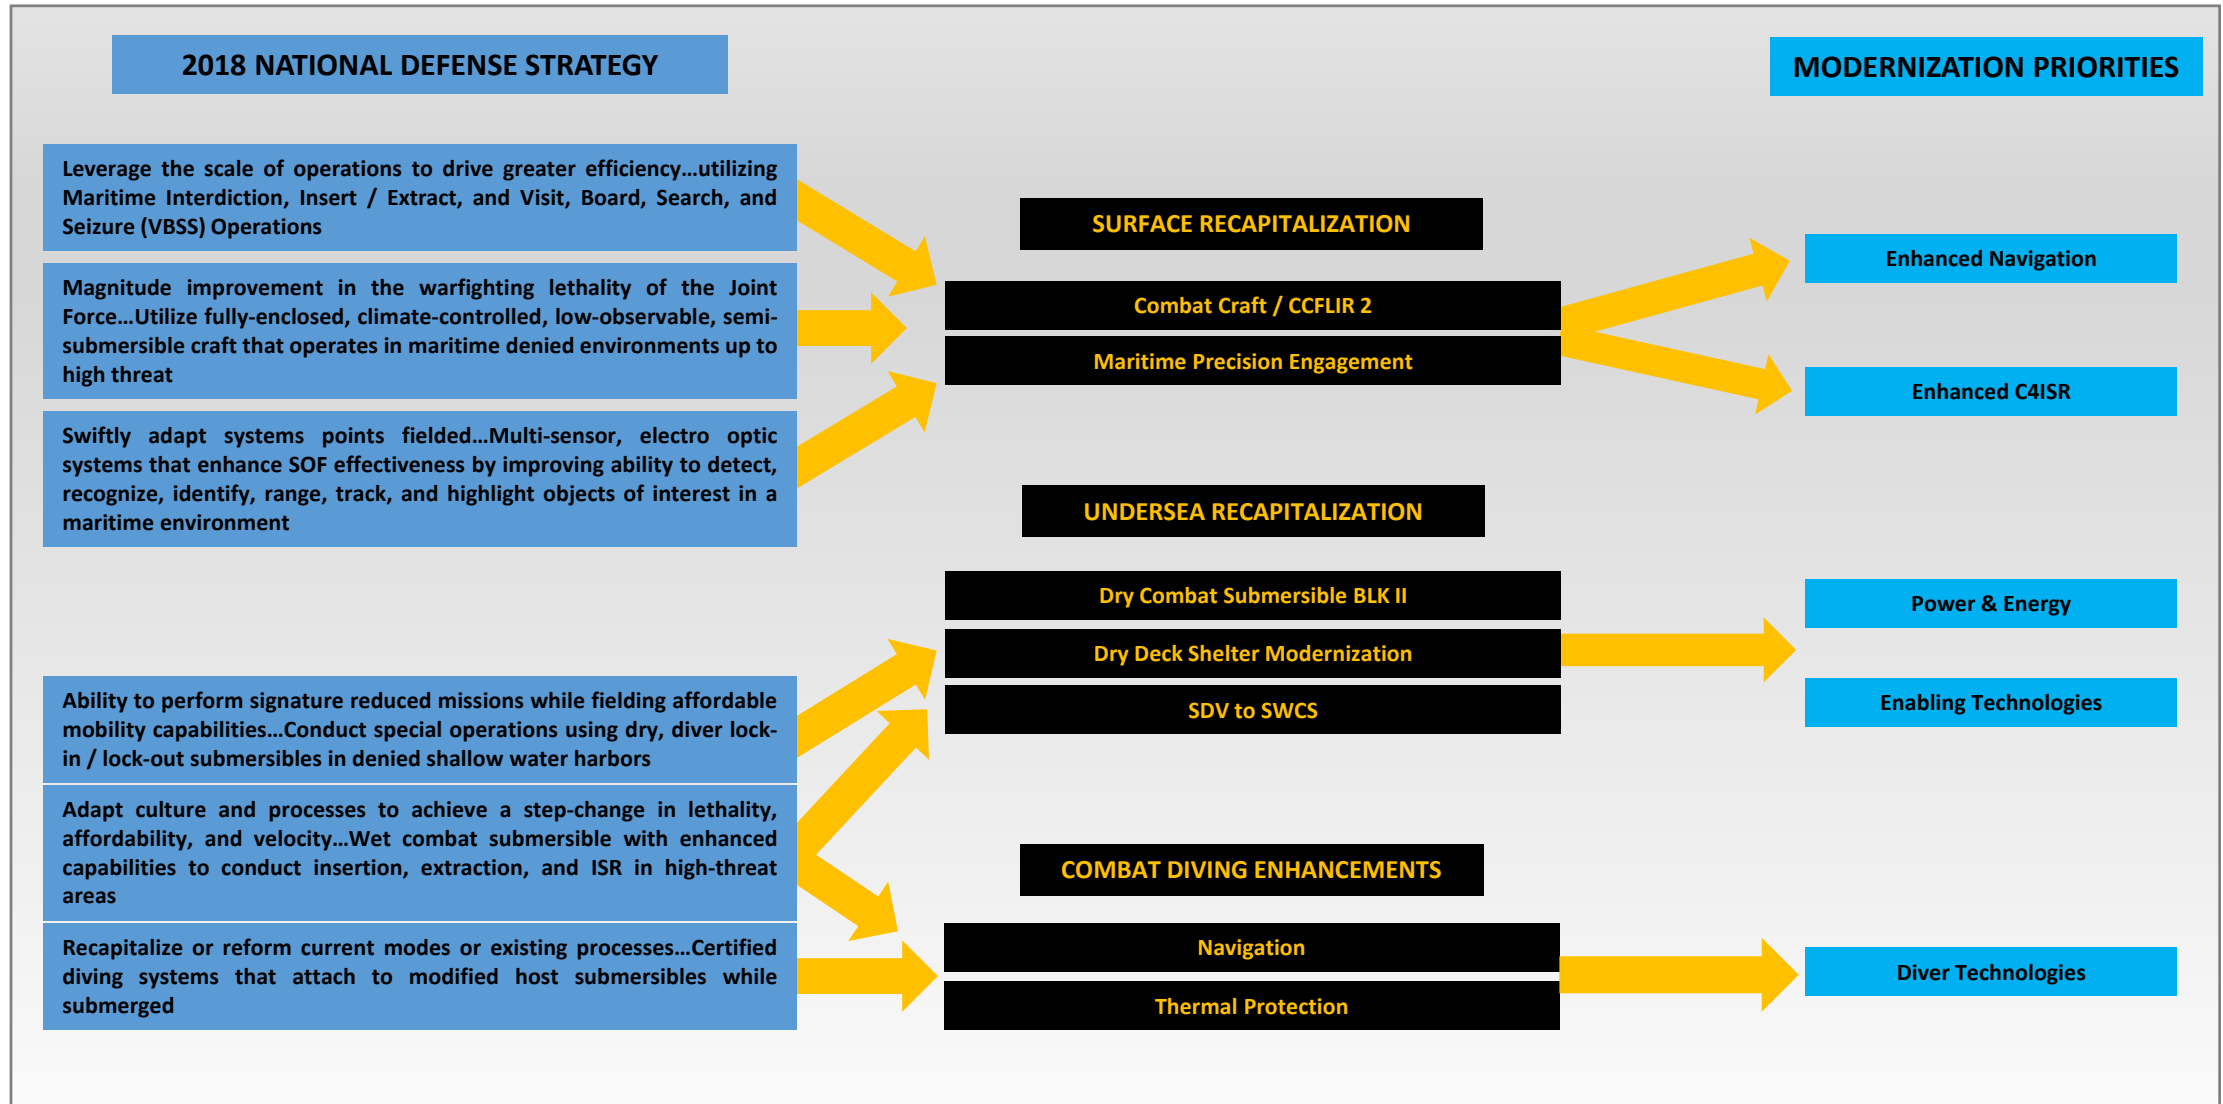 2018 NATIONAL DEFENSE STRATEGY
MODERNIZATION PRIORITIES
Leverage the scale of operations to drive greater efficiency…utilizing
Maritime Interdiction, Insert / Extract, and Visit, Board, Search, and
Seizure (VBSS) Operations
Magnitude improvement in the warfighting lethality of the Joint
Force…Utilize fully-enclosed, climate-controlled, low-observable, semi-
submersible craft that operates in maritime denied environments up to
high threat
Swiftly adapt systems points fielded…Multi-sensor, electro optic
systems that enhance SOF effectiveness by improving ability to detect,
recognize, identify, range, track, and highlight objects of interest in a
maritime environment
Ability to perform signature reduced missions while fielding affordable
mobility capabilities…Conduct special operations using dry, diver lock-
in / lock-out submersibles in denied shallow water harbors
Adapt culture and processes to achieve a step-change in lethality,
affordability, and velocity…Wet combat submersible with enhanced
capabilities to conduct insertion, extraction, and ISR in high-threat
areas
Recapitalize or reform current modes or existing processes…Certified
diving systems that attach to modified host submersibles while
submerged
SURFACE RECAPITALIZATION
Combat Craft / CCFLIR 2
Maritime Precision Engagement
UNDERSEA RECAPITALIZATION
Dry Combat Submersible BLK II
Dry Deck Shelter Modernization
SDV to SWCS
COMBAT DIVING ENHANCEMENTS
Navigation
Thermal Protection
Enhanced Navigation
Enhanced C4ISR
Power & Energy
Enabling Technologies
Diver Technologies